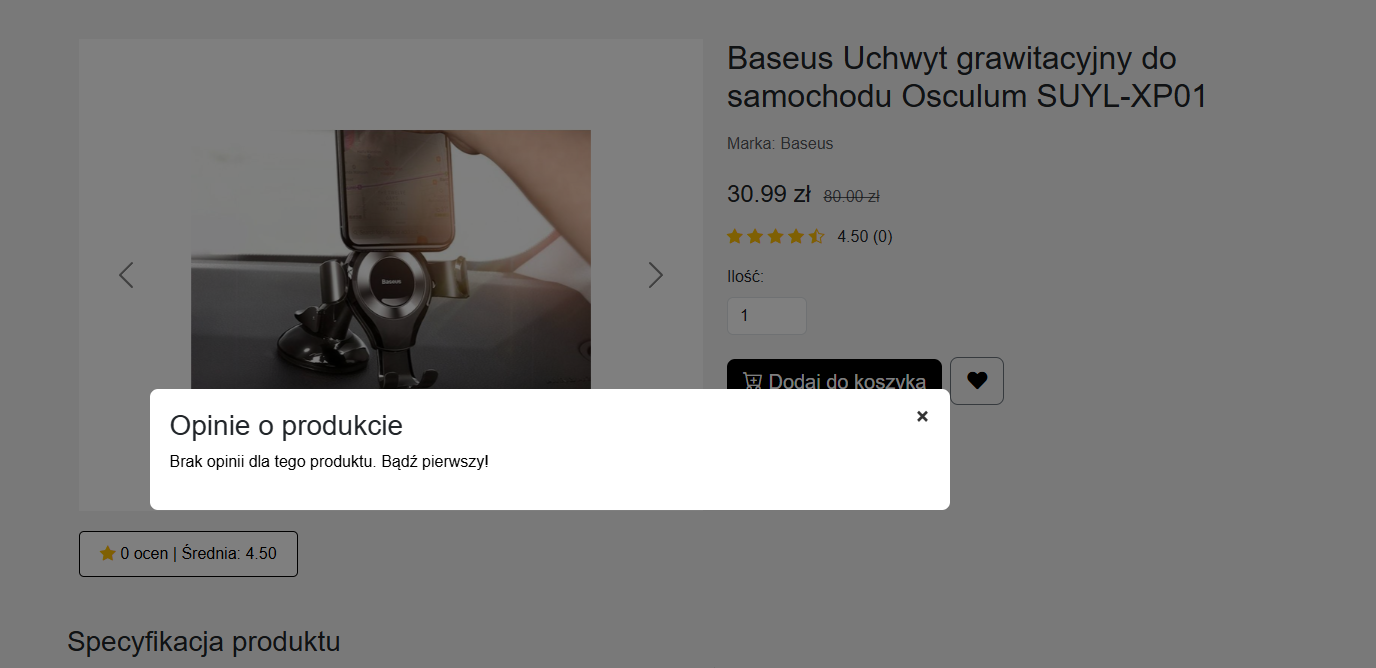 Baseus Uchwyt grawitacyjny do
samochodu Osculum SUYL-XP01
Marka: Baseus
30.99 zł 80.00 zł
4.50 (0)
Ilość:
1
Dodaj do koszyka
Baseus
Opinie o produkcie
×
Brak opinii dla tego produktu. Bądź pierwszy!
0 ocen | Średnia: 4.50
Specyfikacja produktu